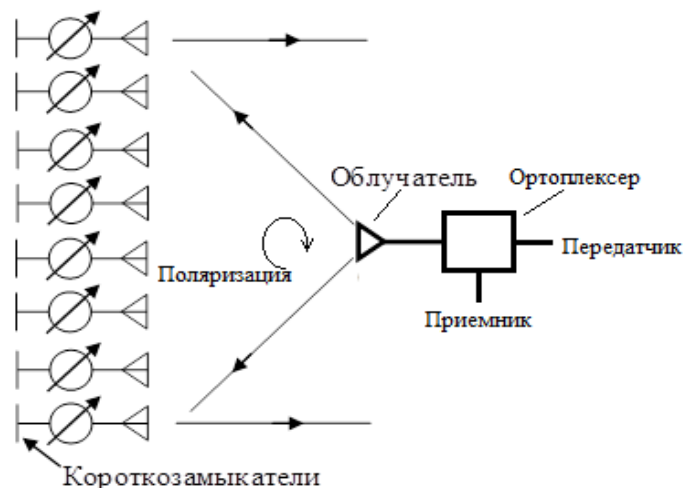 Облучатель
Ортоплексер
Передатчик
Поляризация
Приемник
Короткозамыкатели